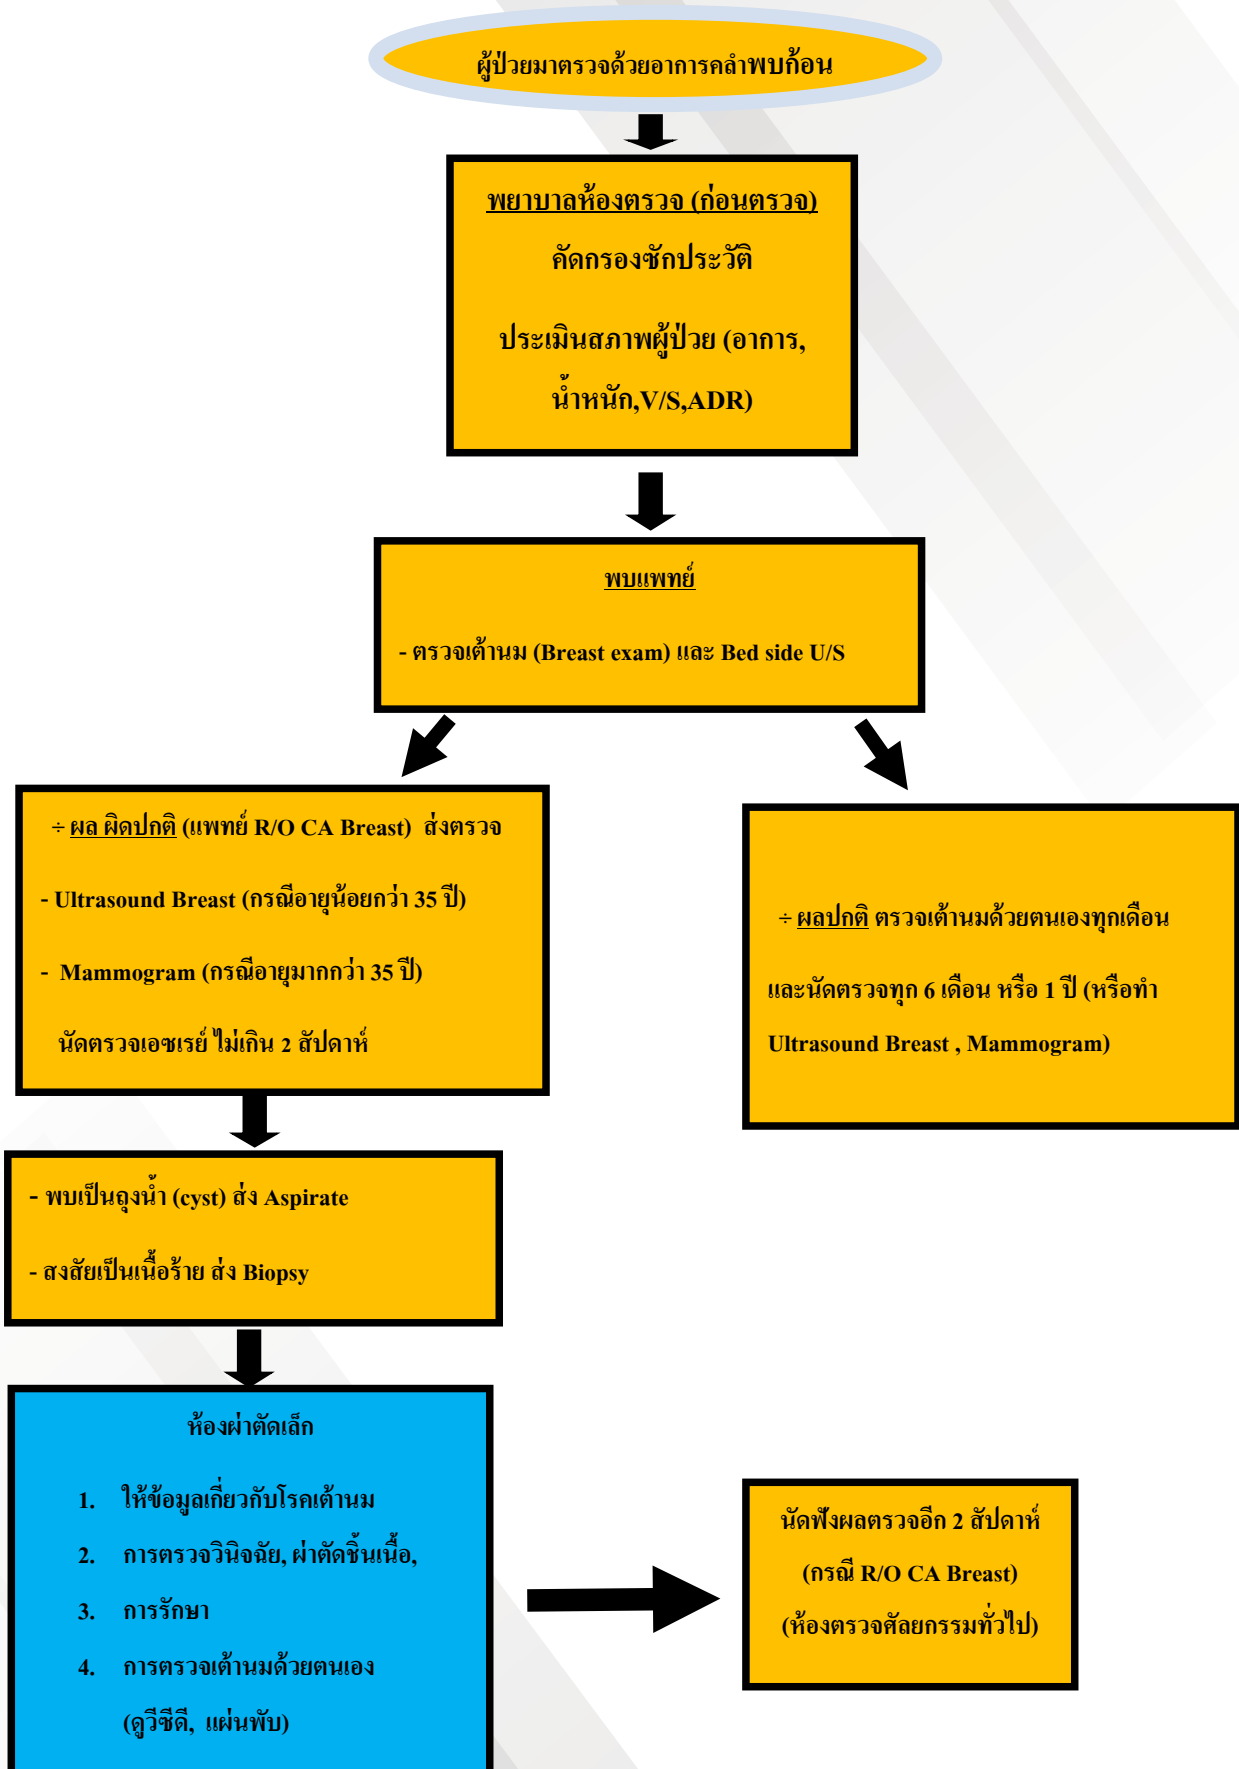 ผู้ป่วยมาตรวจด้วยอาการคลำพบก้อน
พยาบาลห้องตรวจ (ก่อนตรวจ)
คัดกรองซักประวัติ
ประเมินสภาพผู้ป่วย (อาการ,
น้ำหนัก,V/S,ADR)
พบแพทย์
- ตรวจเต้านม (Breast exam) และ Bed side U/S
÷ ผล ผิดปกติ (แพทย์ R/O CA Breast) ส่งตรวจ
- Ultrasound Breast (กรณีอายุน้อยกว่า 35 ปี)
- Mammogram (กรณีอายุมากกว่า 35 ปี)
นัดตรวจเอซเรย์ ไม่เกิน 2 สัปดาห์
÷ ผลปกติ ตรวจเต้านมด้วยตนเองทุกเดือน
และนัดตรวจทุก 6 เดือน หรือ 1 ปี (หรือทำ
Ultrasound Breast , Mammogram)
- พบเป็นถุงน้ำ (cyst) ส่ง Aspirate
- สงสัยเป็นเนื้อร้าย ส่ง Biopsy
ห้องผ่าตัดเล็ก
1. ให้ข้อมูลเกี่ยวกับโรคเต้านม
2. การตรวจวินิจฉัย, ผ่าตัดชิ้นเนื้อ,
3. การรักษา
4. การตรวจเต้านมด้วยตนเอง
(ดูวีซีดี, แผ่นพับ)
นัดฟังผลตรวจอีก 2 สัปดาห์
(กรณี R/O CA Breast)
(ห้องตรวจศัลยกรรมทั่วไป)